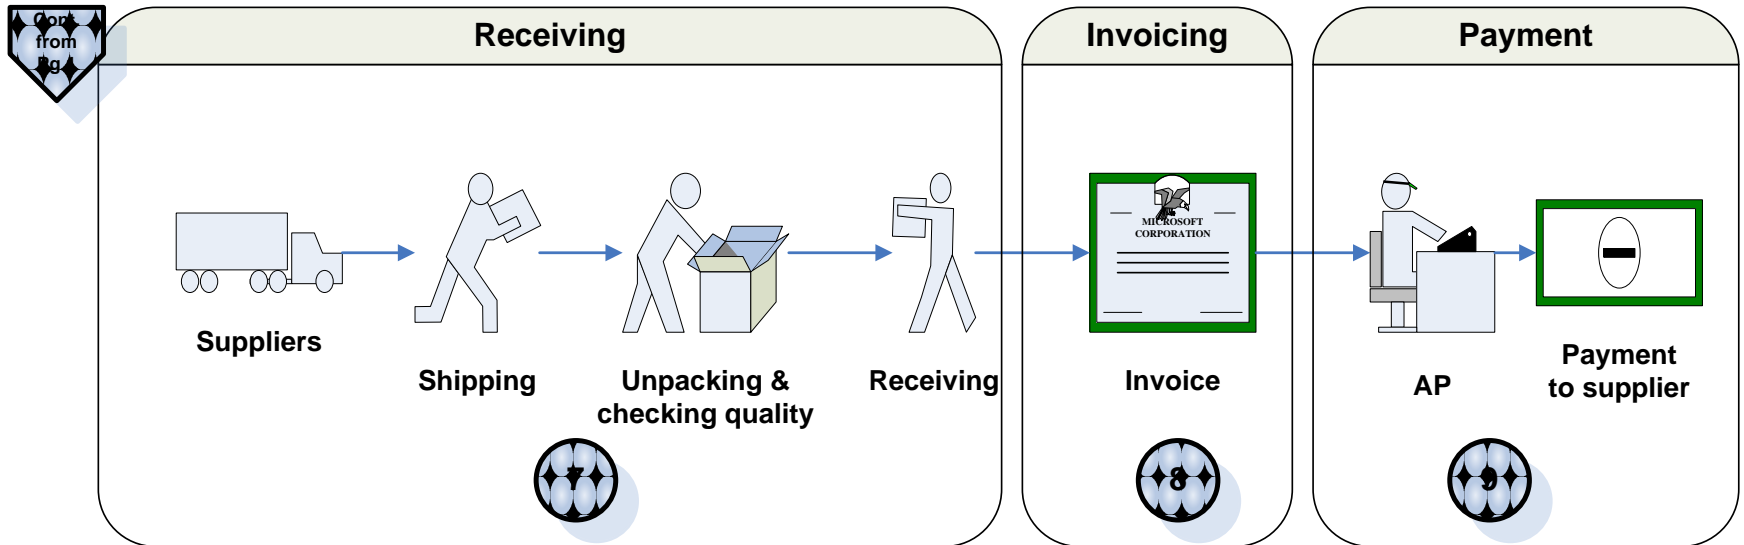 Cont.
from
Receiving
Invoicing
Payment
MICROSOFT
CORPORATION
Suppliers
Shipping
Unpacking &
checking quality
Receiving
Invoice
AP
Payment
to supplier
7
8
9